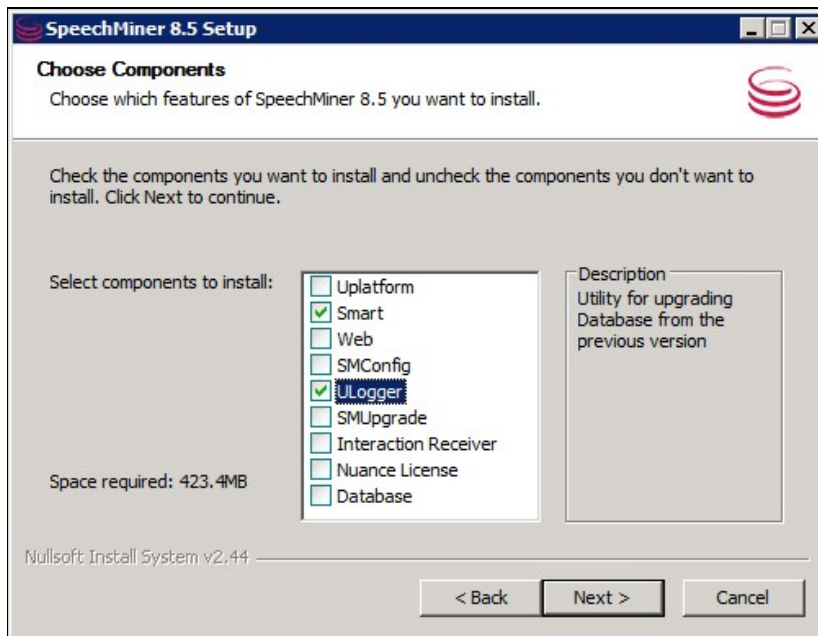 SpeechMiner 8.5 Setup
Choose Components
Choose which features of SpeechMiner 8.5 you want to install.
Check the components you want to install and uncheck the components you don't want to
install. Click Next to continue.
Select components to install:
Uplatform
Smart
Web
SMConfig
ULogger
SMUpgrade
Interaction Receiver
Nuance License
Database
Description
Utility for upgrading
Database from the
previous version
Space required: 423.4MB
Nullsoft Install System v2.44
< Back
Next >
Cancel